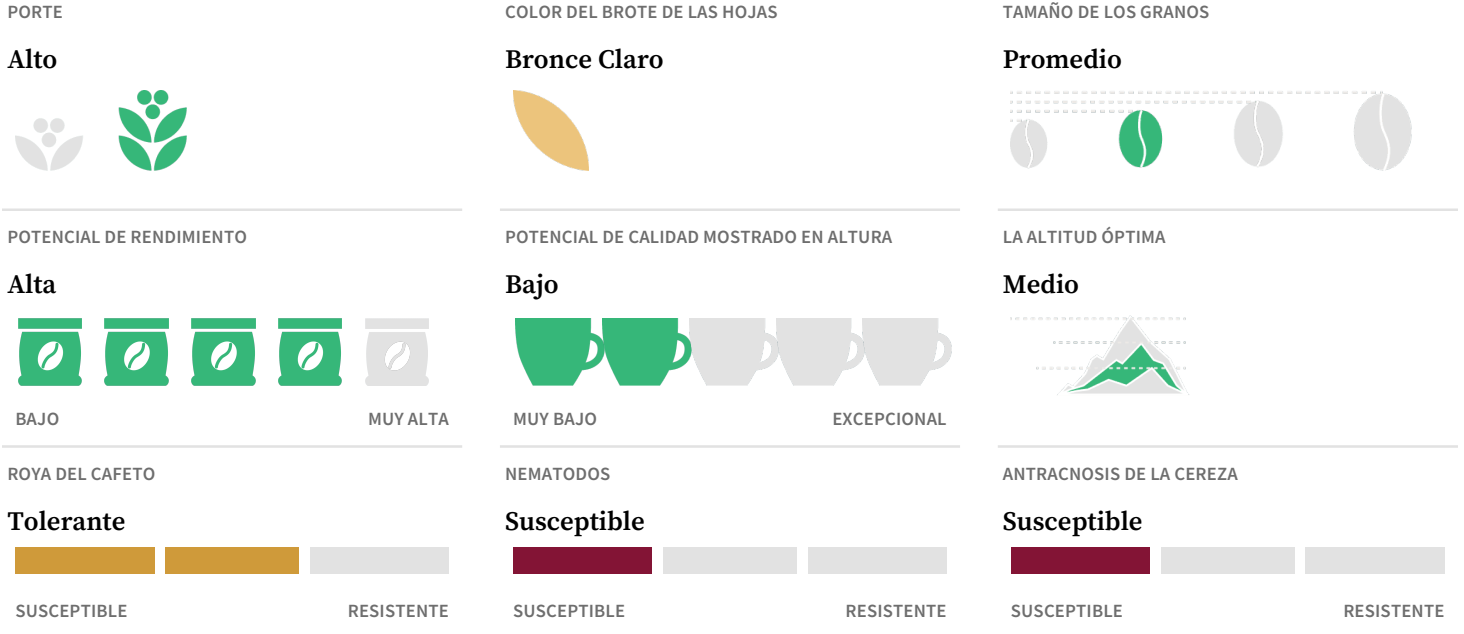 PORTE
Alto
COLOR DEL BROTE DE LAS HOJAS
Bronce Claro
TAMAÑO DE LOS GRANOS
Promedio
POTENCIAL DE RENDIMIENTO
Alta
BAJO
MUY ALTA
POTENCIAL DE CALIDAD MOSTRADO EN ALTURA
Bajo
MUY BAJO
EXCEPCIONAL
LA ALTITUD ÓPTIMA
Medio
ROYA DEL CAFETO
Tolerante
SUSCEPTIBLE
RESISTENTE
NEMATODOS
Susceptible
SUSCEPTIBLE
RESISTENTE
ANTRACNOSIS DE LA CEREZA
Susceptible
SUSCEPTIBLE
RESISTENTE